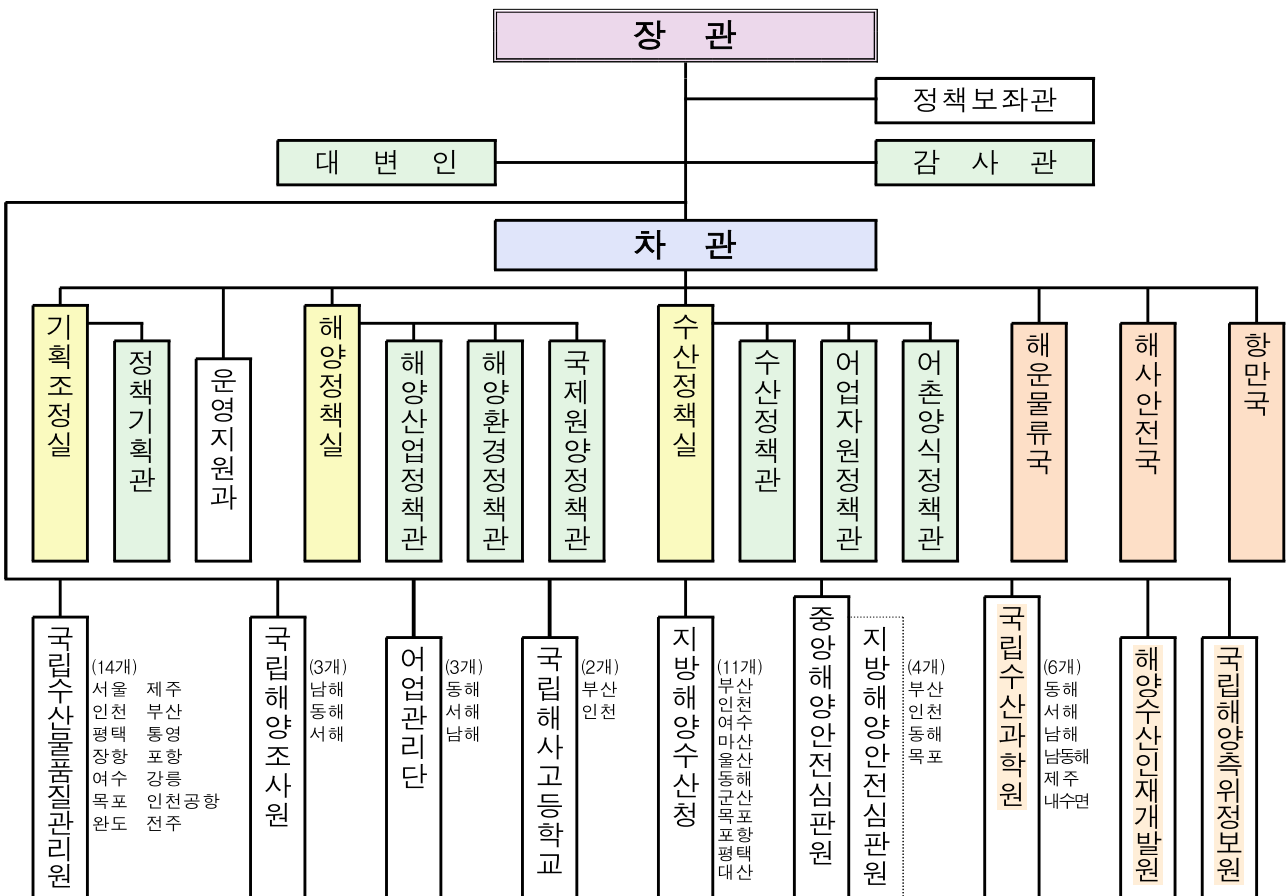 장 관
정책보좌관
대 변 인
감 사 관
차 관
기획조정실
정책기획관
운영지원과
해양정책실
해양산업정책관
해양환경정책관
국제원양정책관
수산정책실
수산정책관
어업자원정책관
어촌양식정책관
해운물류국
해사안전국
항만국
국립수산물품질관리원
(14개)
서울 제주
인천 부산
평택 통영
장항 포항
여수 강릉
목포 인천공항
완도 전주
국립해양조사원
(3개)
남해
동해
서해
어업관리단
(3개)
동해
서해
남해
국립해사고등학교
(2개)
부산
인천
지방해양수산청
(11개)
부산
인천
여수
마산
울산
동해
군산
목포
포항
평택
대산
중앙해양안전심판원
지방해양안전심판원
(4개)
부산
인천
동해
목포
국립수산과학원
(6개)
동해
서해
남해
남동해
제주
내수면
해양수산인재개발원
국립해양측위정보원